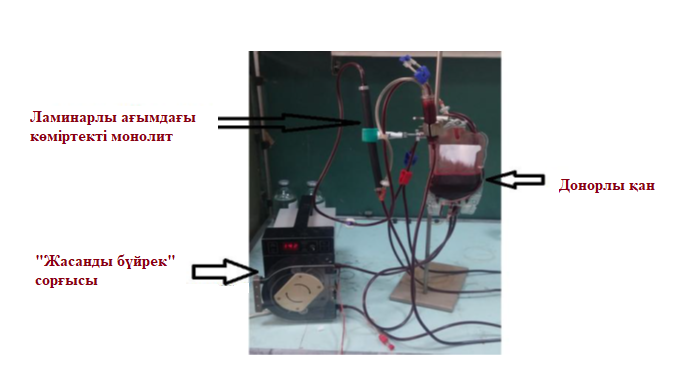 Ламинарлы ағымдағы
көміртекті монолит
Донорлы қан
"Жасанды бүйрек"
сорғысы